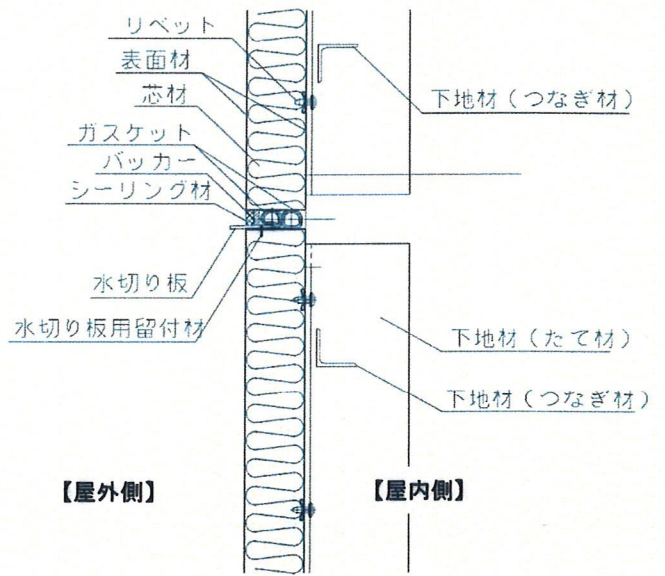 リベット
表面材
芯材
ガスケット
バッカー
シーリング材
水切り板
水切り板用留付材
下地材(つなぎ材)
下地材(たて材)
下地材(つなぎ材)
【屋外側】
【屋内側】